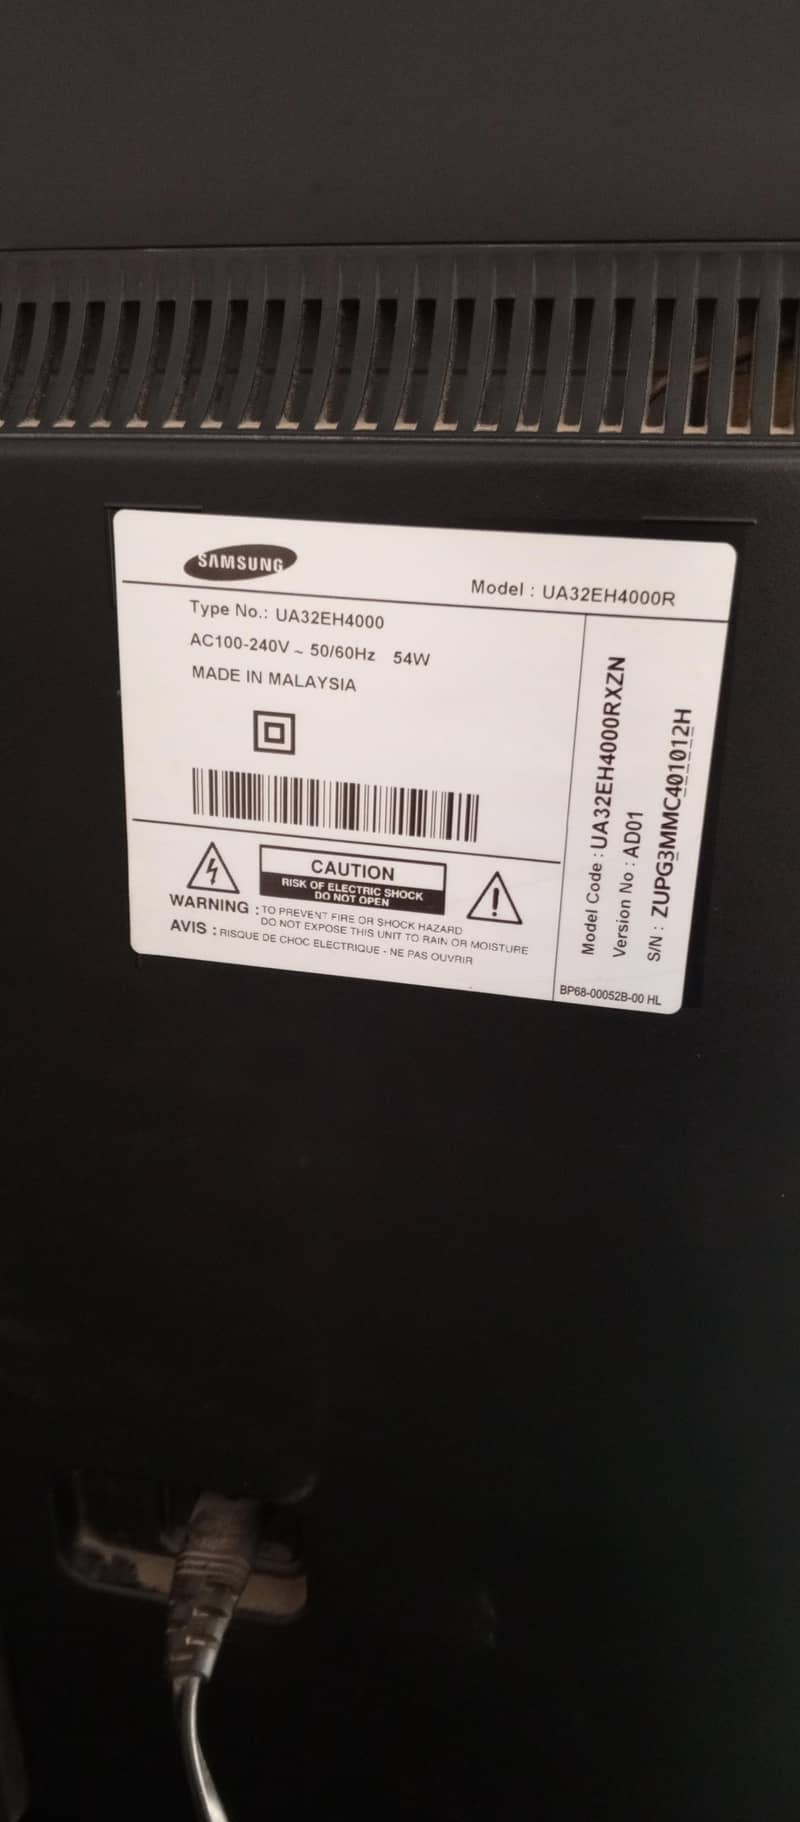 SAMSUNG
Model : UA32EH4000R
Type No.: UA32EH4000
AC100-240V ~ 50/60Hz 54W
MADE IN MALAYSIA
CAUTION
RISK OF ELECTRIC SHOCK
DO NOT OPEN
WARNING : TO PREVENT FIRE OR SHOCK HAZARD
DO NOT EXPOSE THIS UNIT TO RAIN OR MOISTURE
AVIS : RISQUE DE CHOC ELECTRIQUE - NE PAS OUVRIR
Model Code : UA32EH4000RXZN
Version No : AD01
S/N : ZUPG3MMC401012H
BP68-00052B-00 HL